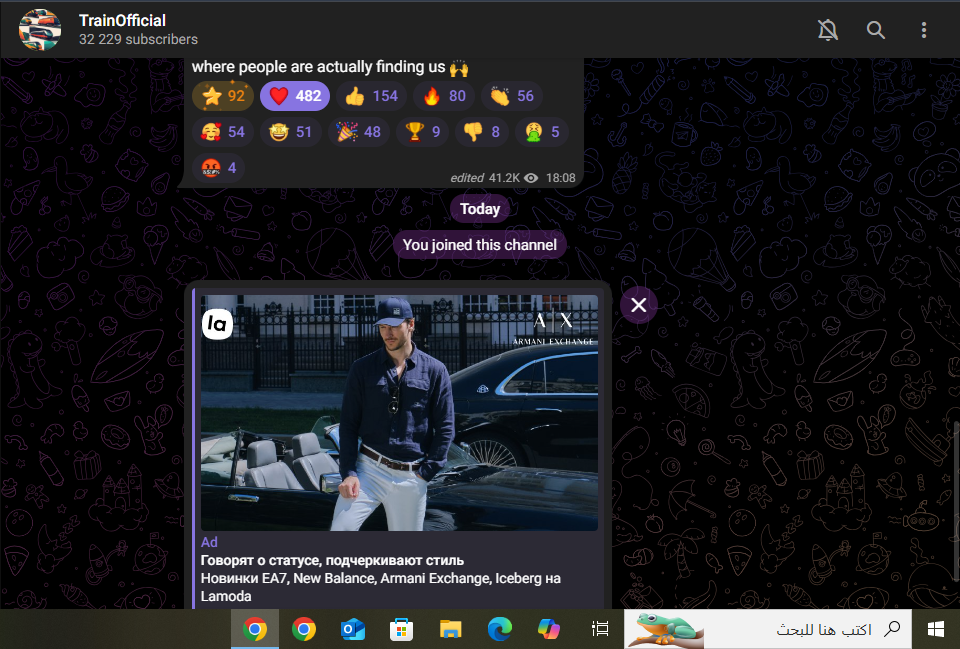 TrainOfficial
32 229 subscribers
where people are actually finding us 🙌
⭐ 92 ❤️ 482 👍 154 🔥 80 👏 56
🥰 54 🤩 51 🎉 48 🏆 9 👎 8 🤮 5
🤬 4
edited 41.2K 18:08
Today
You joined this channel
la
A|X
ARMANI EXCHANGE
Ad
Говорят о статусе, подчеркивают стиль
Новинки EA7, New Balance, Armani Exchange, Iceberg на
Lamoda
اكتب هنا للبحث